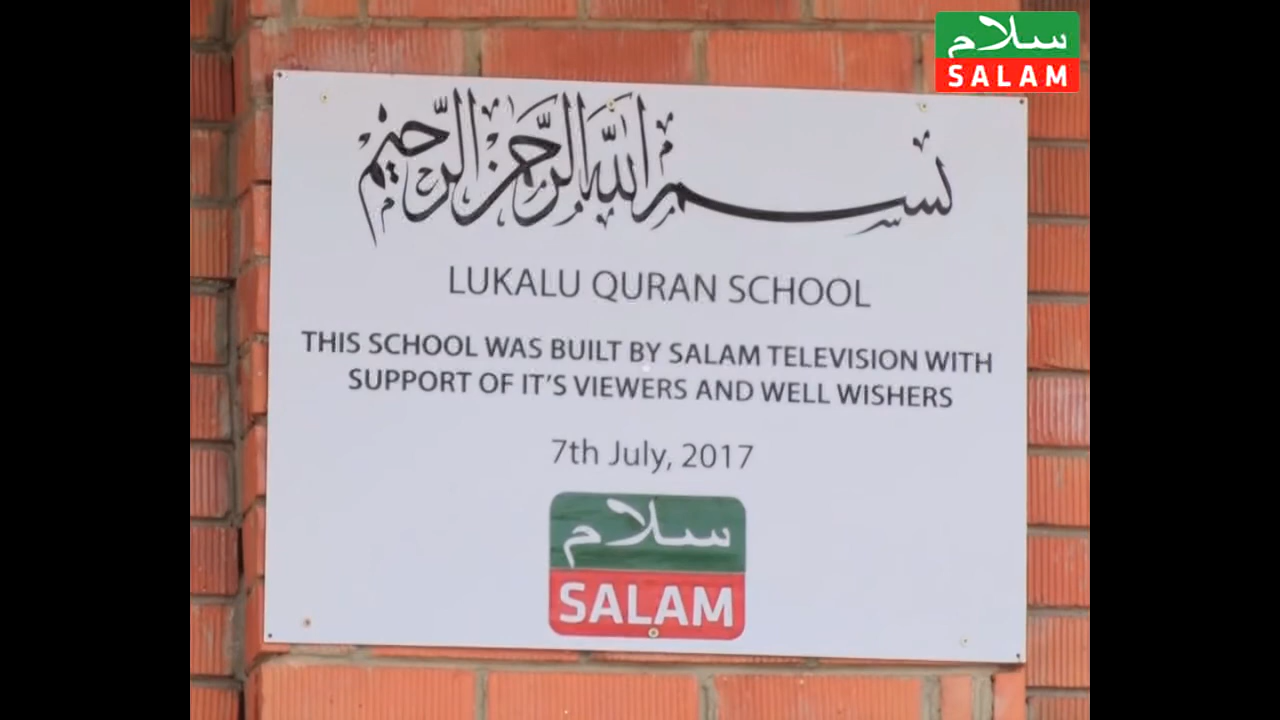 سلام
SALAM
بسم الله الرحمن الرحيم
LUKALU QURAN SCHOOL
THIS SCHOOL WAS BUILT BY SALAM TELEVISION WITH
SUPPORT OF IT'S VIEWERS AND WELL WISHERS
7th July, 2017
سلام
SALAM